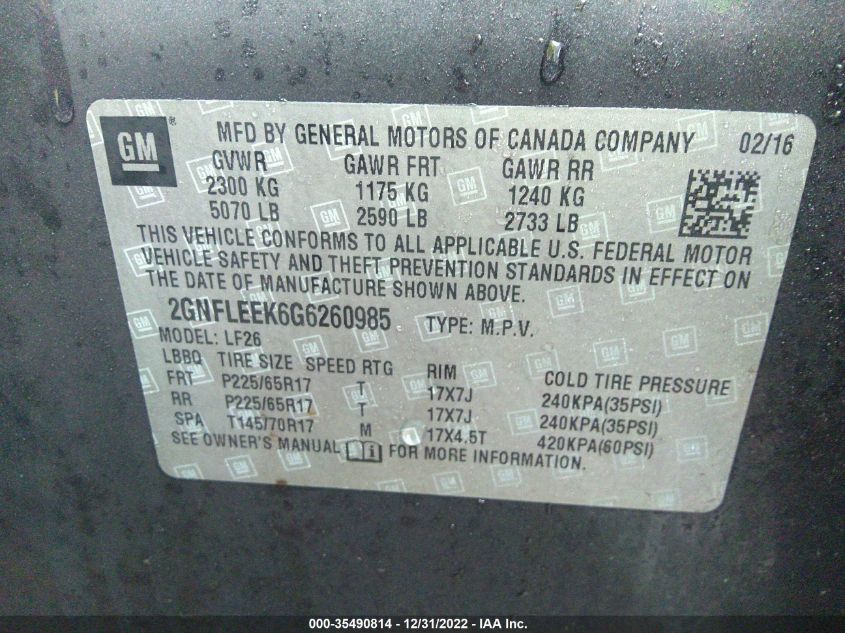 GM ® MFD BY GENERAL MOTORS OF CANADA COMPANY 02/16
GVWR GAWR FRT GAWR RR
2300 KG 1175 KG 1240 KG
5070 LB 2590 LB 2733 LB
THIS VEHICLE CONFORMS TO ALL APPLICABLE U.S. FEDERAL MOTOR
VEHICLE SAFETY AND THEFT PREVENTION STANDARDS IN EFFECT ON
THE DATE OF MANUFACTURE SHOWN ABOVE.
2GNFLEEK6G6260985 TYPE: M.P.V.
MODEL: LF26
LBBQ TIRE SIZE SPEED RTG RIM COLD TIRE PRESSURE
FRT P225/65R17 T 17X7J 240KPA(35PSI)
RR P225/65R17 T 17X7J 240KPA(35PSI)
SPA T145/70R17 M 17X4.5T 420KPA(60PSI)
SEE OWNER'S MANUAL FOR MORE INFORMATION.
000-35490814 - 12/31/2022 - IAA Inc.